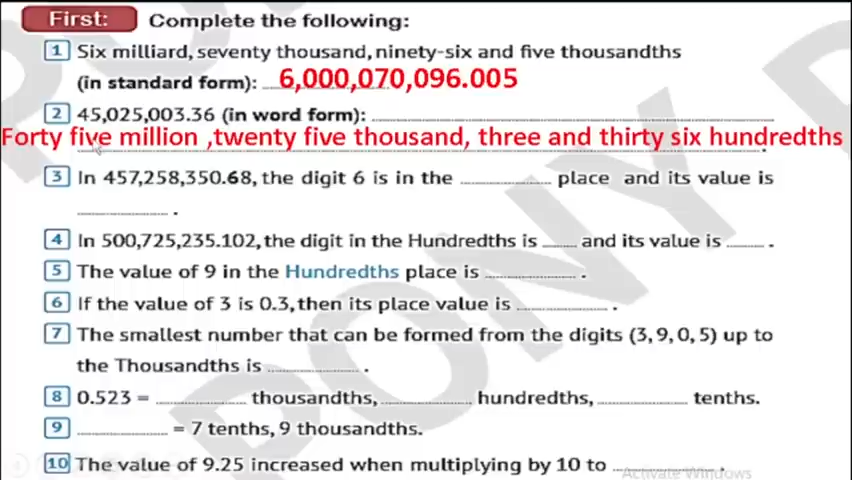 First: Complete the following:
1 Six milliard, seventy thousand, ninety-six and five thousandths
(in standard form): 6,000,070,096.005
2 45,025,003.36 (in word form):
Forty five million ,twenty five thousand, three and thirty six hundredths
3 In 457,258,350.68, the digit 6 is in the ............ place and its value is
............ .
4 In 500,725,235.102, the digit in the Hundredths is ...... and its value is ...... .
5 The value of 9 in the Hundredths place is ............ .
6 If the value of 3 is 0.3, then its place value is ............ .
7 The smallest number that can be formed from the digits (3, 9, 0, 5) up to
the Thousandths is ............ .
8 0.523 = ............ thousandths, ............ hundredths, ............ tenths.
9 ............ = 7 tenths, 9 thousandths.
10 The value of 9.25 increased when multiplying by 10 to ............ .
Activate Windows